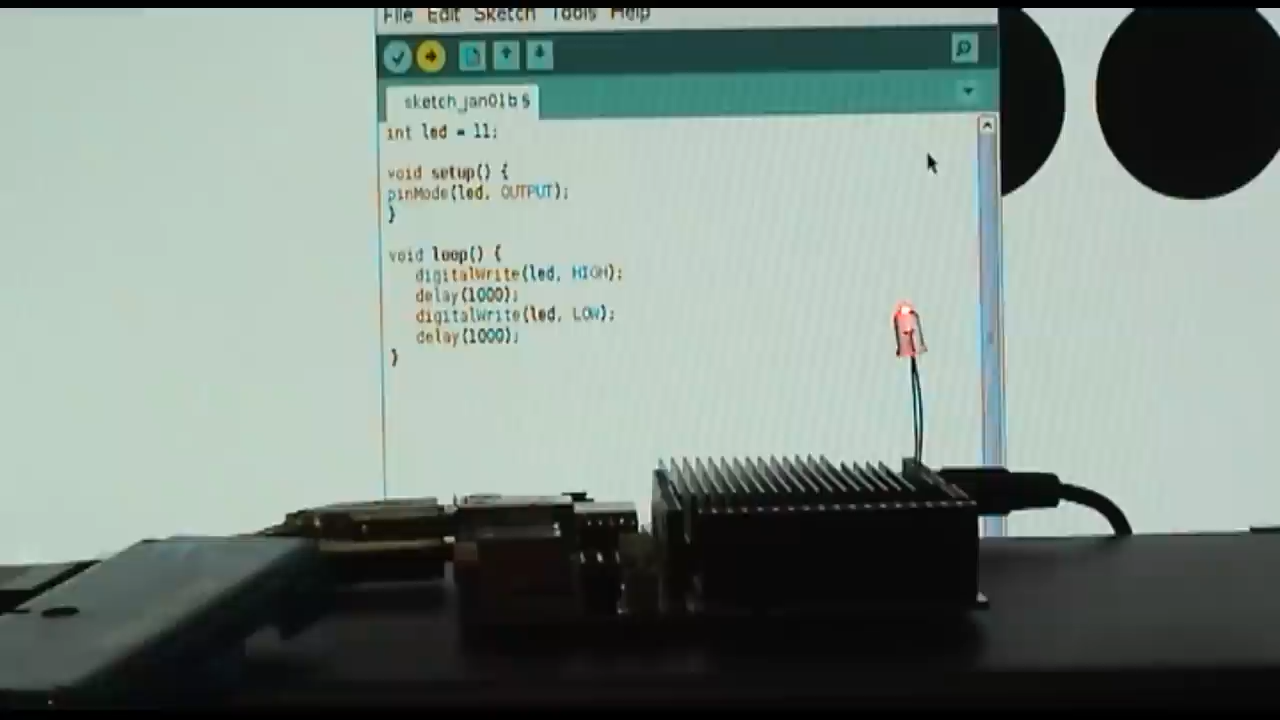 File Edit Sketch Tools Help
sketch_jan01b §
int led = 11;
void setup() {
pinMode(led, OUTPUT);
}
void loop() {
digitalWrite(led, HIGH);
delay(1000);
digitalWrite(led, LOW);
delay(1000);
}